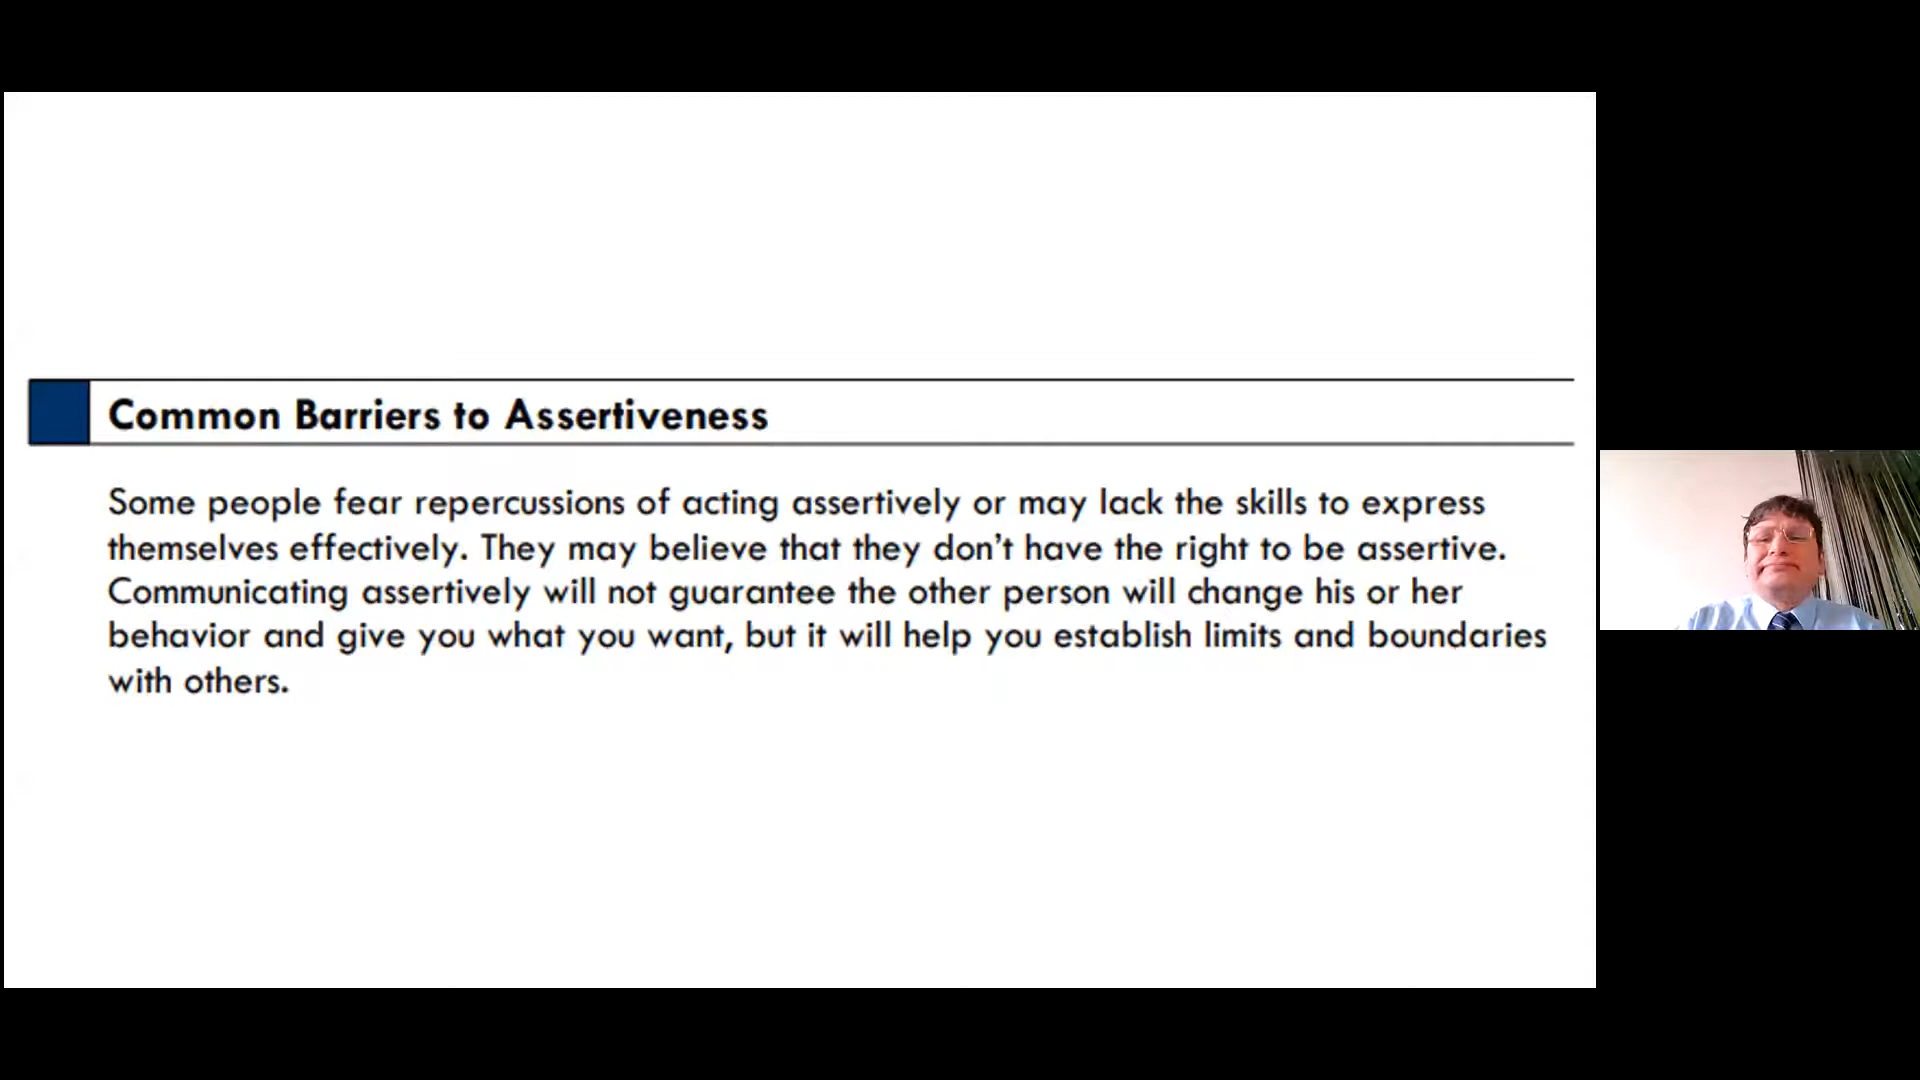 Common Barriers to Assertiveness
Some people fear repercussions of acting assertively or may lack the skills to express
themselves effectively. They may believe that they don’t have the right to be assertive.
Communicating assertively will not guarantee the other person will change his or her
behavior and give you what you want, but it will help you establish limits and boundaries
with others.